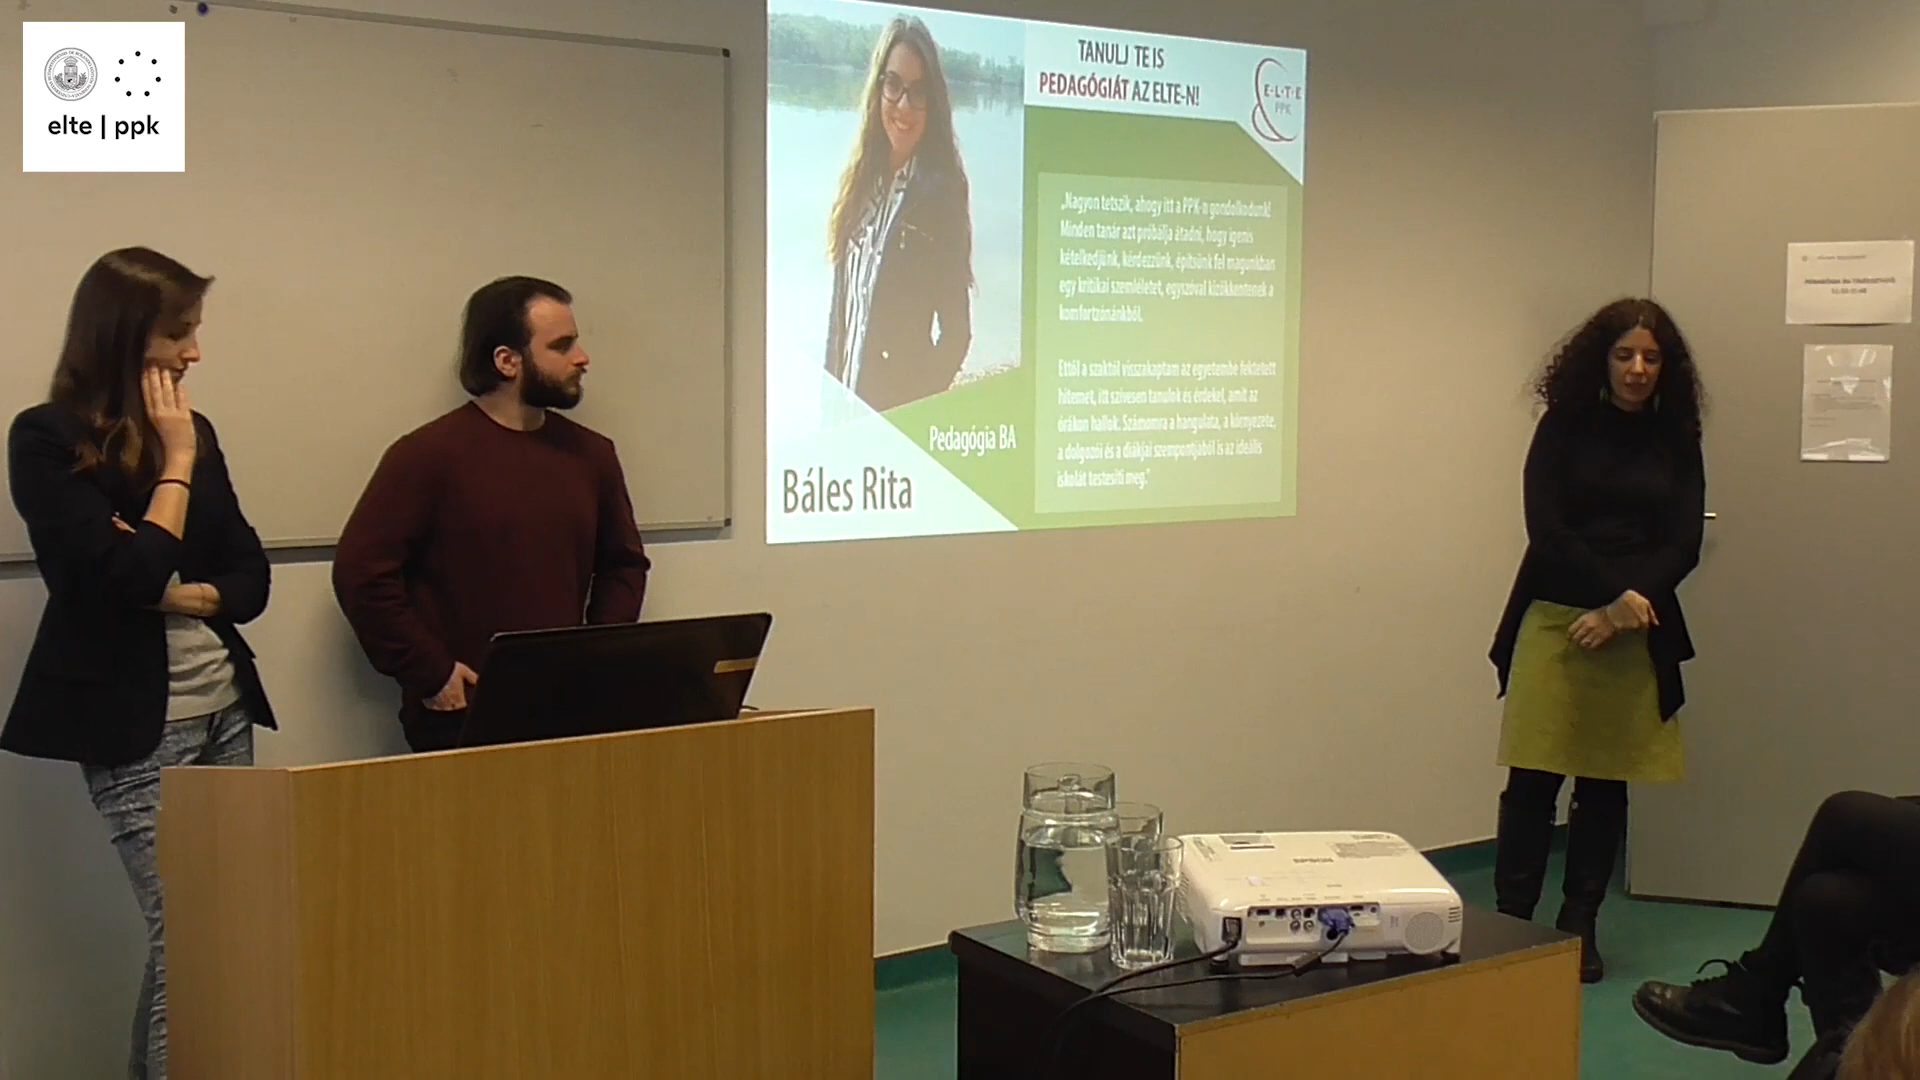 elte | ppk
TANULJ TE IS
PEDAGÓGIÁT AZ ELTE-N!
E·L·T·E
PPK
„Nagyon tetszik, ahogy itt a PPK-n gondolkodunk!
Minden tanár azt próbálja átadni, hogy igenis
kételkedjünk, kérdezzünk, építsünk fel magunkban
egy kritikai szemléletet, egyszóval kizökkentenek a
komfortzónánkból.
Ettől a szaktól visszakaptam az egyetembe fektetett
hitemet, itt szívesen tanulok és érdekel, amit az
órákon hallok. Számomra a hangulata, a környezete,
a dolgozói és a diákjai szempontjából is az ideális
iskolát testesíti meg."
Pedagógia BA
Báles Rita
EPSON